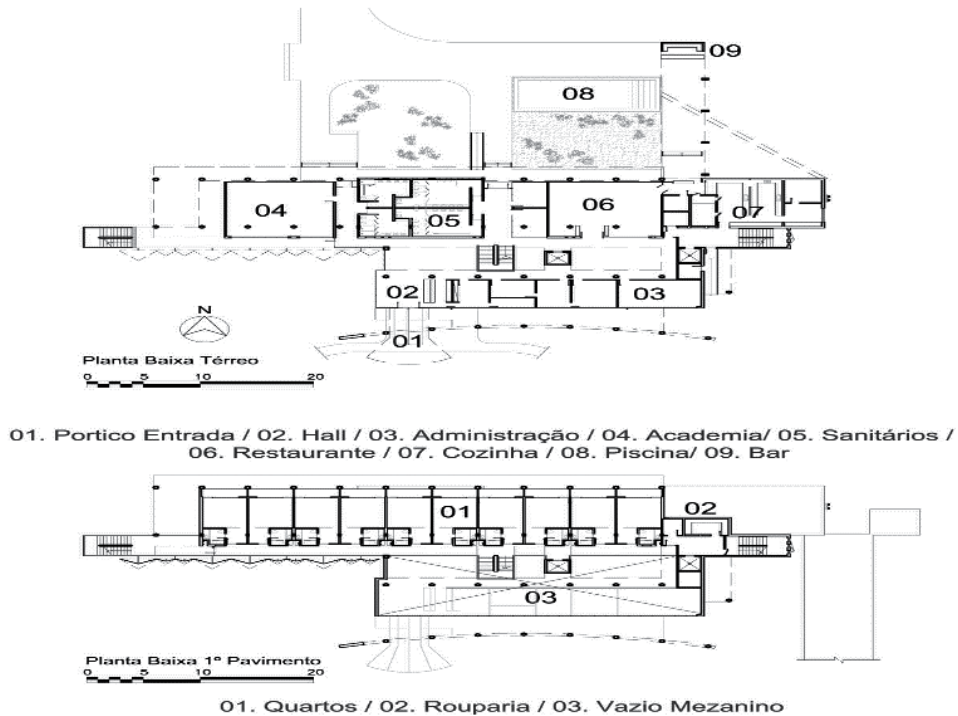 09
08
04
05
06
07
02
03
N
01
Planta Baixa Térreo
0 5 10 20
01. Portico Entrada / 02. Hall / 03. Administração / 04. Academia/ 05. Sanitários /
06. Restaurante / 07. Cozinha / 08. Piscina/ 09. Bar
01
02
03
Planta Baixa 1º Pavimento
0 5 10 20
01. Quartos / 02. Rouparia / 03. Vazio Mezanino